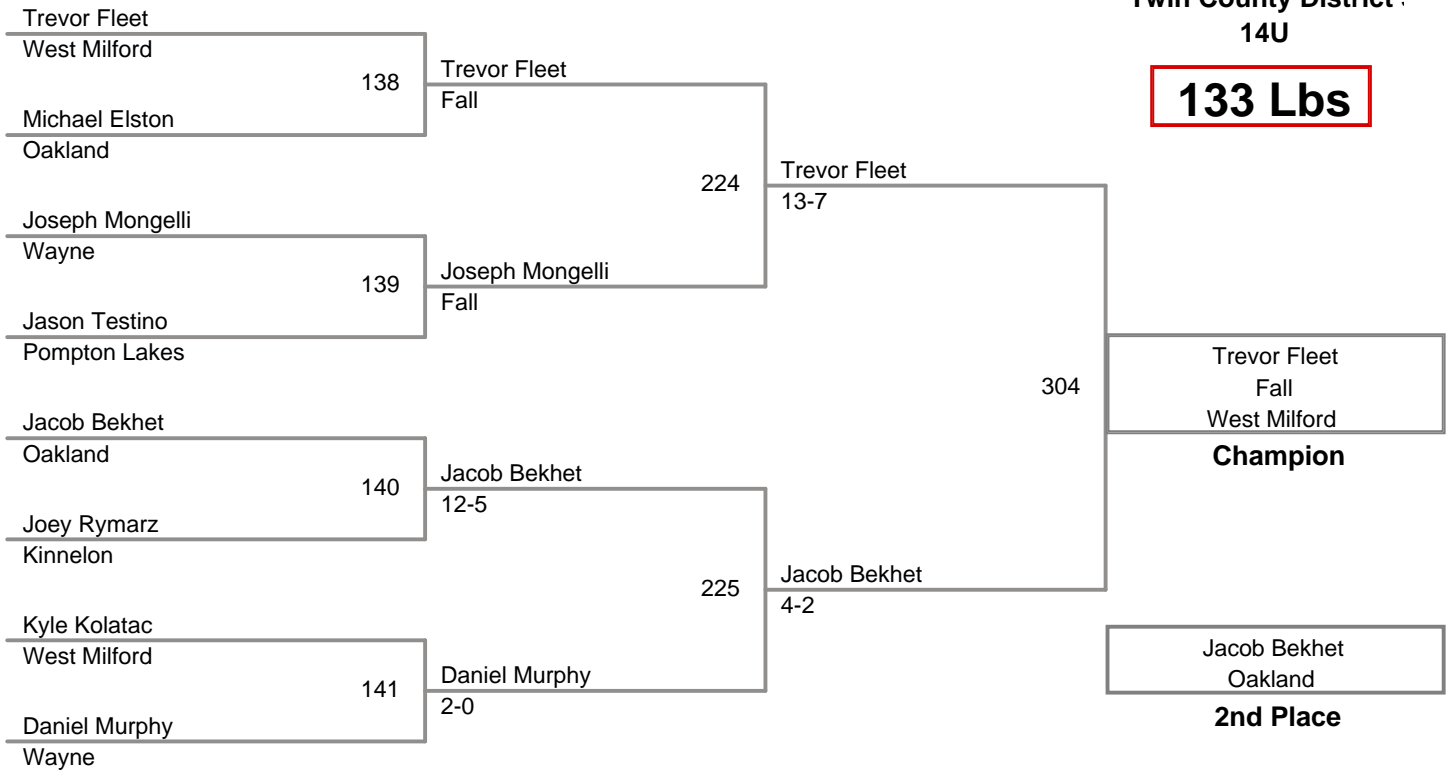 Twin County District
14U
133 Lbs
Trevor Fleet
West Milford
138
Michael Elston
Oakland
Joseph Mongelli
Wayne
139
Jason Testino
Pompton Lakes
Jacob Bekhet
Oakland
140
Joey Rymarz
Kinnelon
Kyle Kolatac
West Milford
141
Daniel Murphy
Wayne
Trevor Fleet
Fall
224
Joseph Mongelli
Fall
Jacob Bekhet
12-5
225
Daniel Murphy
2-0
Trevor Fleet
13-7
304
Jacob Bekhet
4-2
Trevor Fleet
Fall
West Milford
Champion
Jacob Bekhet
Oakland
2nd Place